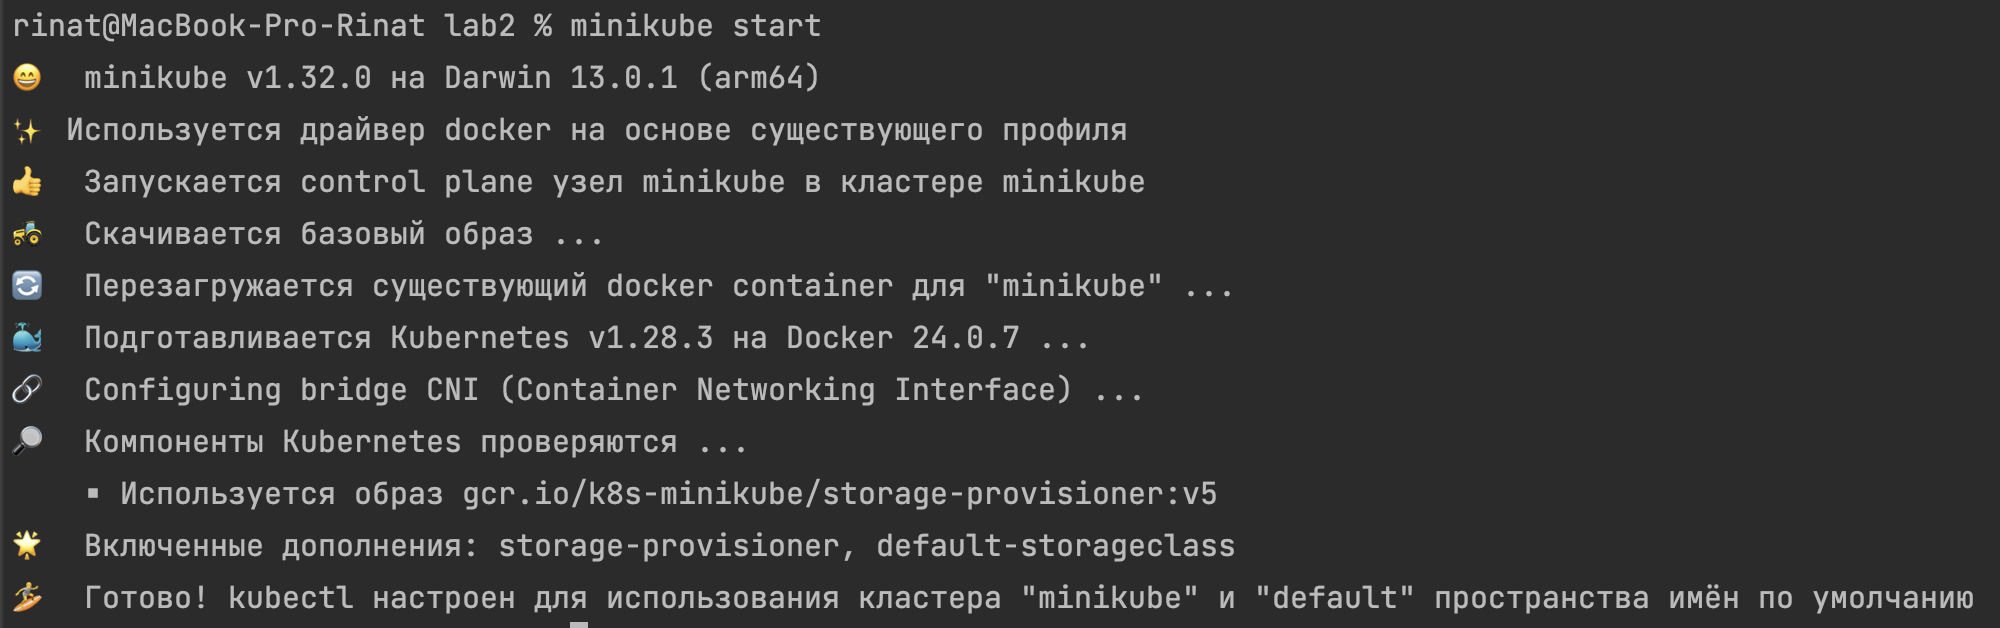 rinat@MacBook-Pro-Rinat lab2 % minikube start
😄 minikube v1.32.0 на Darwin 13.0.1 (arm64)
✨ Используется драйвер docker на основе существующего профиля
👍 Запускается control plane узел minikube в кластере minikube
🚜 Скачивается базовый образ ...
🔄 Перезагружается существующий docker container для "minikube" ...
🐳 Подготавливается Kubernetes v1.28.3 на Docker 24.0.7 ...
🔗 Configuring bridge CNI (Container Networking Interface) ...
🔎 Компоненты Kubernetes проверяются ...
▪ Используется образ gcr.io/k8s-minikube/storage-provisioner:v5
🌟 Включенные дополнения: storage-provisioner, default-storageclass
🏄 Готово! kubectl настроен для использования кластера "minikube" и "default" пространства имён по умолчанию